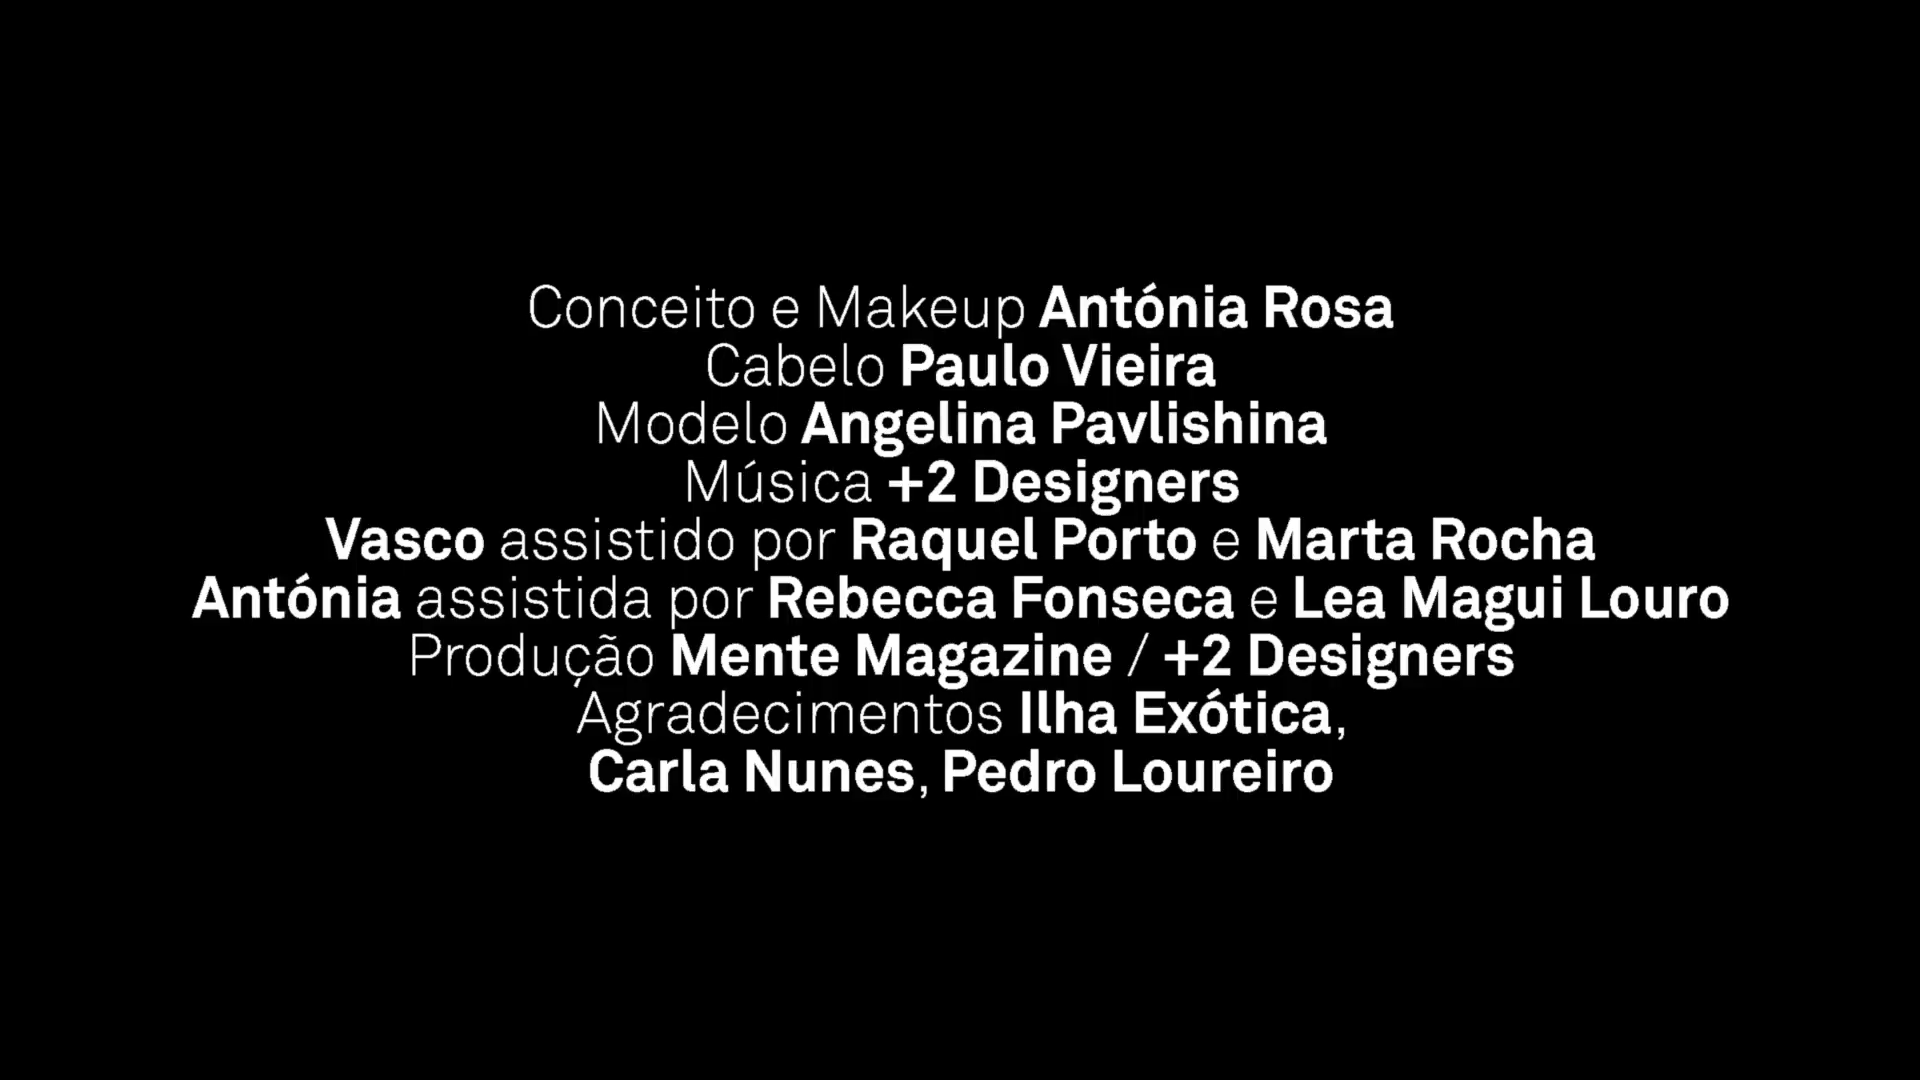 Conceito e Makeup Antónia Rosa
Cabelo Paulo Vieira
Modelo Angelina Pavlishina
Música +2 Designers
Vasco assistido por Raquel Porto e Marta Rocha
Antónia assistida por Rebecca Fonseca e Lea Magui Louro
Produção Mente Magazine / +2 Designers
Agradecimentos Ilha Exótica,
Carla Nunes, Pedro Loureiro